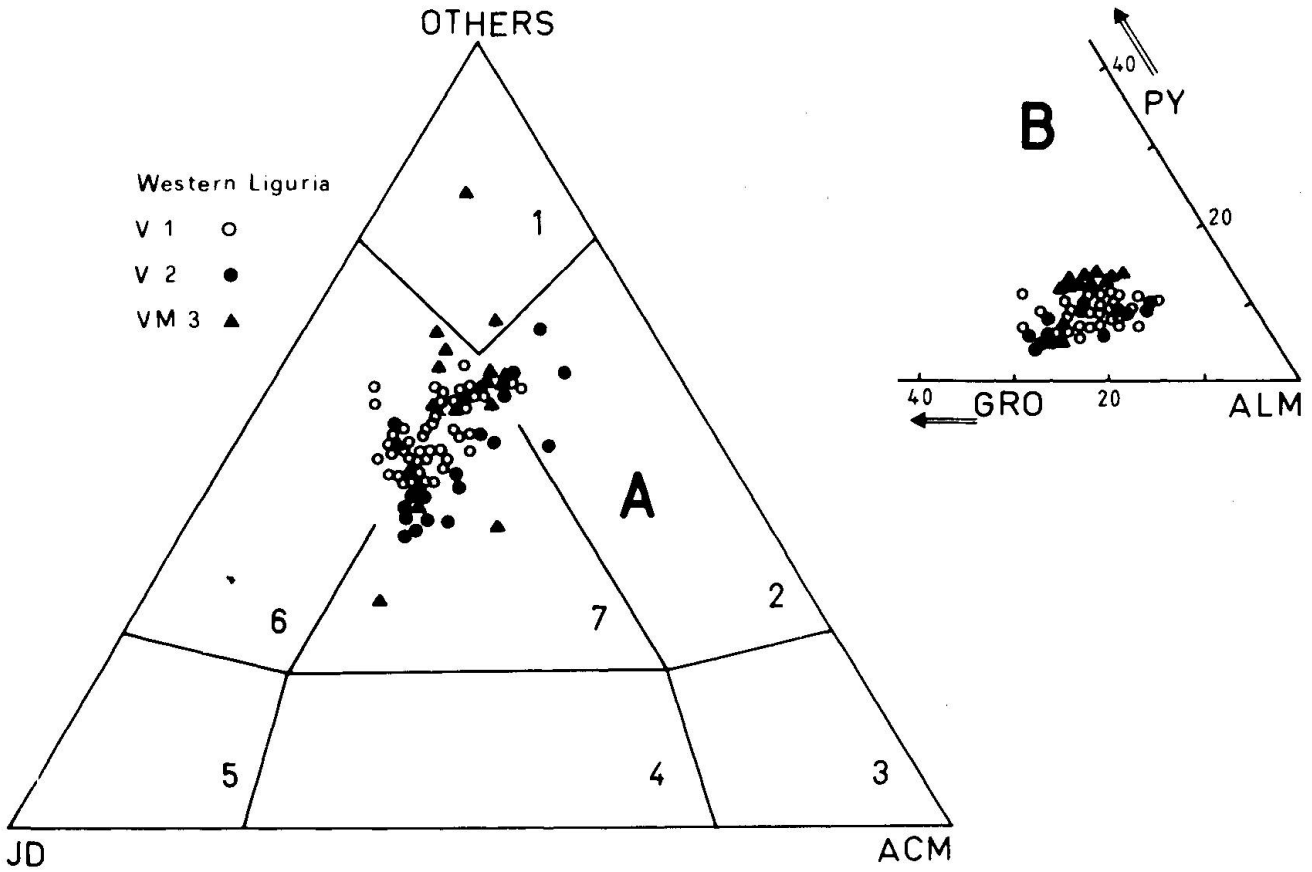 OTHERS
Western Liguria
V 1
V 2
VM 3
1
A
2
6
7
5
4
3
JD
ACM
B
40
PY
20
40
GRO
20
ALM